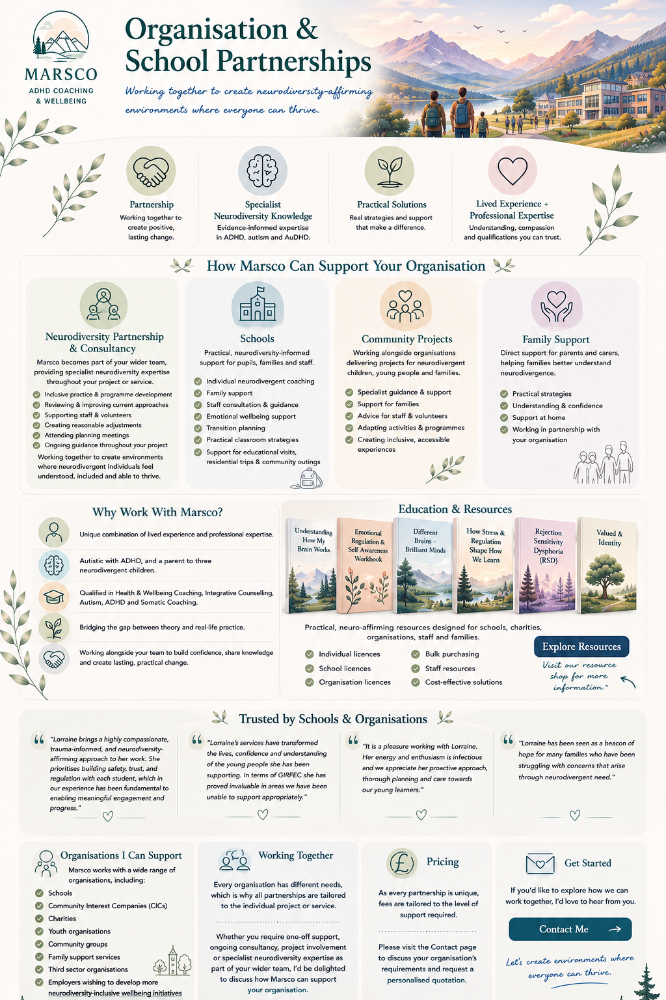 MARSCO
ADHD COACHING
& WELLBEING
Organisation &
School Partnerships
Working together to create neurodiversity-affirming
environments where everyone can thrive.
Partnership
Working together to
create positive,
lasting change.
Specialist
Neurodiversity Knowledge
Evidence-informed expertise
in ADHD, autism and AuDHD.
Practical Solutions
Real strategies and support
that make a difference.
Lived Experience +
Professional Expertise
Understanding, compassion
and qualifications you can trust.
How Marsco Can Support Your Organisation
Neurodiversity Partnership
& Consultancy
Marsco becomes part of your wider team,
providing specialist neurodiversity expertise
throughout your project or service.
Inclusive practice & programme development
Reviewing & improving current approaches
Supporting staff & volunteers
Creating reasonable adjustments
Attending planning meetings
Ongoing guidance throughout your project
Working together to create environments
where neurodivergent individuals feel
understood, included and able to thrive.
Schools
Practical, neurodiversity-informed
support for pupils, families and staff.
Individual neurodivergent coaching
Family support
Staff consultation & guidance
Emotional wellbeing support
Transition planning
Practical classroom strategies
Support for educational visits,
residential trips & community outings
Community Projects
Working alongside organisations
delivering projects for neurodivergent
children, young people and families.
Specialist guidance & support
Support for families
Advice for staff & volunteers
Adapting activities & programmes
Creating inclusive, accessible
experiences
Family Support
Direct support for parents and carers,
helping families better understand
neurodivergence.
Practical strategies
Understanding & confidence
Support at home
Working in partnership with
your organisation
Why Work With Marsco?
Unique combination of lived experience and professional expertise.
Autistic with ADHD, and a parent to three
neurodivergent children.
Qualified in Health & Wellbeing Coaching, Integrative Counselling,
Autism, ADHD and Somatic Coaching.
Bridging the gap between theory and real-life practice.
Working alongside your team to build confidence, share knowledge
and create lasting, practical change.
Education & Resources
Understanding
How My
Brain Works
Emotional
Regulation &
Self Awareness
Workbook
Different
Brains –
Brilliant Minds
How Stress &
Regulation
Shape How
We Learn
Rejection
Sensitivity
Dysphoria
(RSD)
Valued &
Identity
Practical, neuro-affirming resources designed for schools, charities,
organisations, staff and families.
Individual licences
School licences
Organisation licences
Bulk purchasing
Staff resources
Cost-effective solutions
Explore Resources
Visit our resource
shop for more
information."
Trusted by Schools & Organisations
"Lorraine brings a highly compassionate,
trauma-informed, and neurodiversity-
affirming approach to her work. She
prioritises building safety, trust, and
regulation with each student, which in
our experience has been fundamental to
enabling meaningful engagement and
progress."
"Lorraine's services have transformed
the lives, confidence and understanding
of the young people she has been
supporting. In terms of GIRFEC she has
proved invaluable in areas we have been
unable to support appropriately."
"It is a pleasure working with Lorraine.
Her energy and enthusiasm is infectious
and we appreciate her proactive approach,
thorough planning and care towards
our young learners."
"Lorraine has been seen as a beacon of
hope for many families who have been
struggling with concerns that arise
through neurodivergent need."
Organisations I Can Support
Marsco works with a wide range of
organisations, including:
Schools
Community Interest Companies (CICs)
Charities
Youth organisations
Community groups
Family support services
Third sector organisations
Employers wishing to develop more
neurodiversity-inclusive wellbeing initiatives
Working Together
Every organisation has different needs,
which is why all partnerships are tailored
to the individual project or service.
Whether you require one-off support,
ongoing consultancy, project involvement
or specialist neurodiversity expertise as
part of your wider team, I'd be delighted
to discuss how Marsco can support
your organisation.
£
Pricing
As every partnership is unique,
fees are tailored to the level of
support required.
Please visit the Contact page
to discuss your organisation's
requirements and request a
personalised quotation.
Get Started
If you'd like to explore how we can
work together, I'd love to hear from you.
Contact Me
Let's create environments where
everyone can thrive.